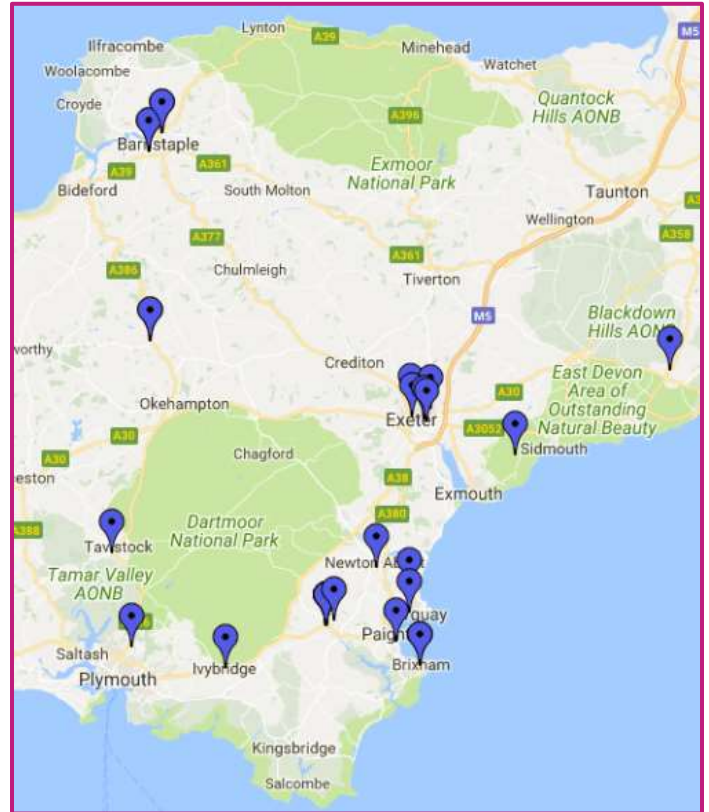 Lynton
A39
M5
Ilfracombe
Minehead
Woolacombe
Watchet
Croyde
A396
Quantock
Hills AONB
Barnstaple
A39
A361
Exmoor
National Park
Bideford
South Molton
Taunton
Wellington
A377
A358
A361
A386
Chulmleigh
Tiverton
Blackdown
Hills AONB
M5
worthy
Crediton
East Devon
Area of
Outstanding
Natural Beauty
A30
Okehampton
Exeter
A3052
Sidmouth
A30
Chagford
A30
A38
eston
Exmouth
A380
Dartmoor
National Park
A388
Tavistock
Newton Abbot
Tamar Valley
AONB
rquay
Paign
Saltash
Ivybridge
Brixham
Plymouth
Kingsbridge
Salcombe